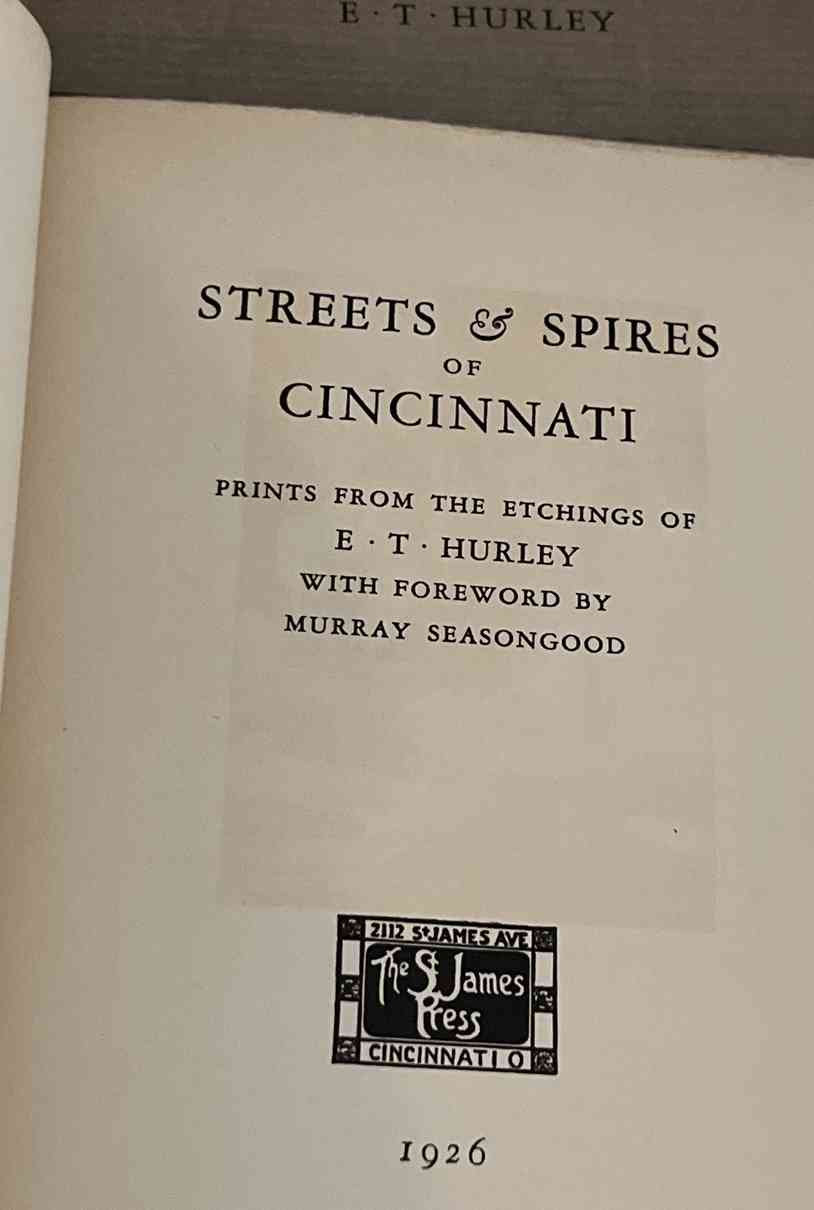 E · T · HURLEY
STREETS & SPIRES
OF
CINCINNATI
PRINTS FROM THE ETCHINGS OF
E · T · HURLEY
WITH FOREWORD BY
MURRAY SEASONGOOD
2112 St JAMES AVE
The St James
Press
CINCINNATI O
1926